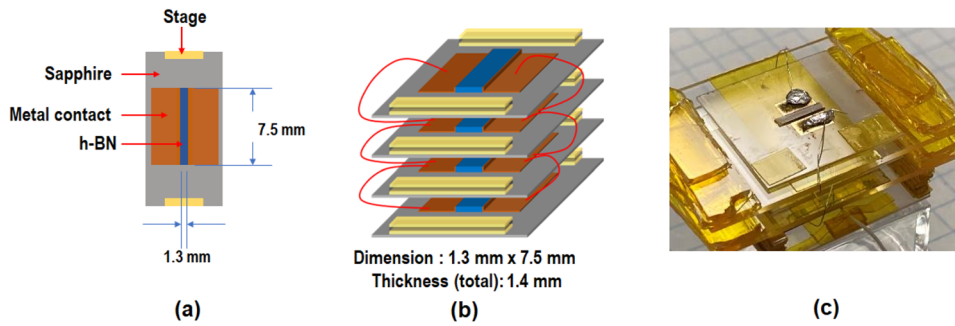 Stage
Sapphire
Metal contact
h-BN
7.5 mm
1.3 mm
(a)
Dimension : 1.3 mm x 7.5 mm
Thickness (total): 1.4 mm
(b)
(c)